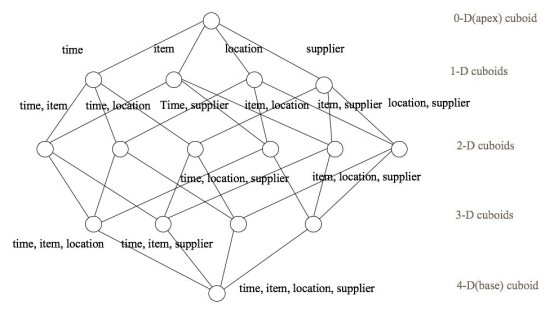 0-D(apex) cuboid
time
item
location
supplier
1-D cuboids
time, item
time, location
Time, supplier
item, location
item, supplier
location, supplier
2-D cuboids
time, location, supplier
item, location, supplier
3-D cuboids
time, item, location
time, item, supplier
4-D(base) cuboid
time, item, location, supplier